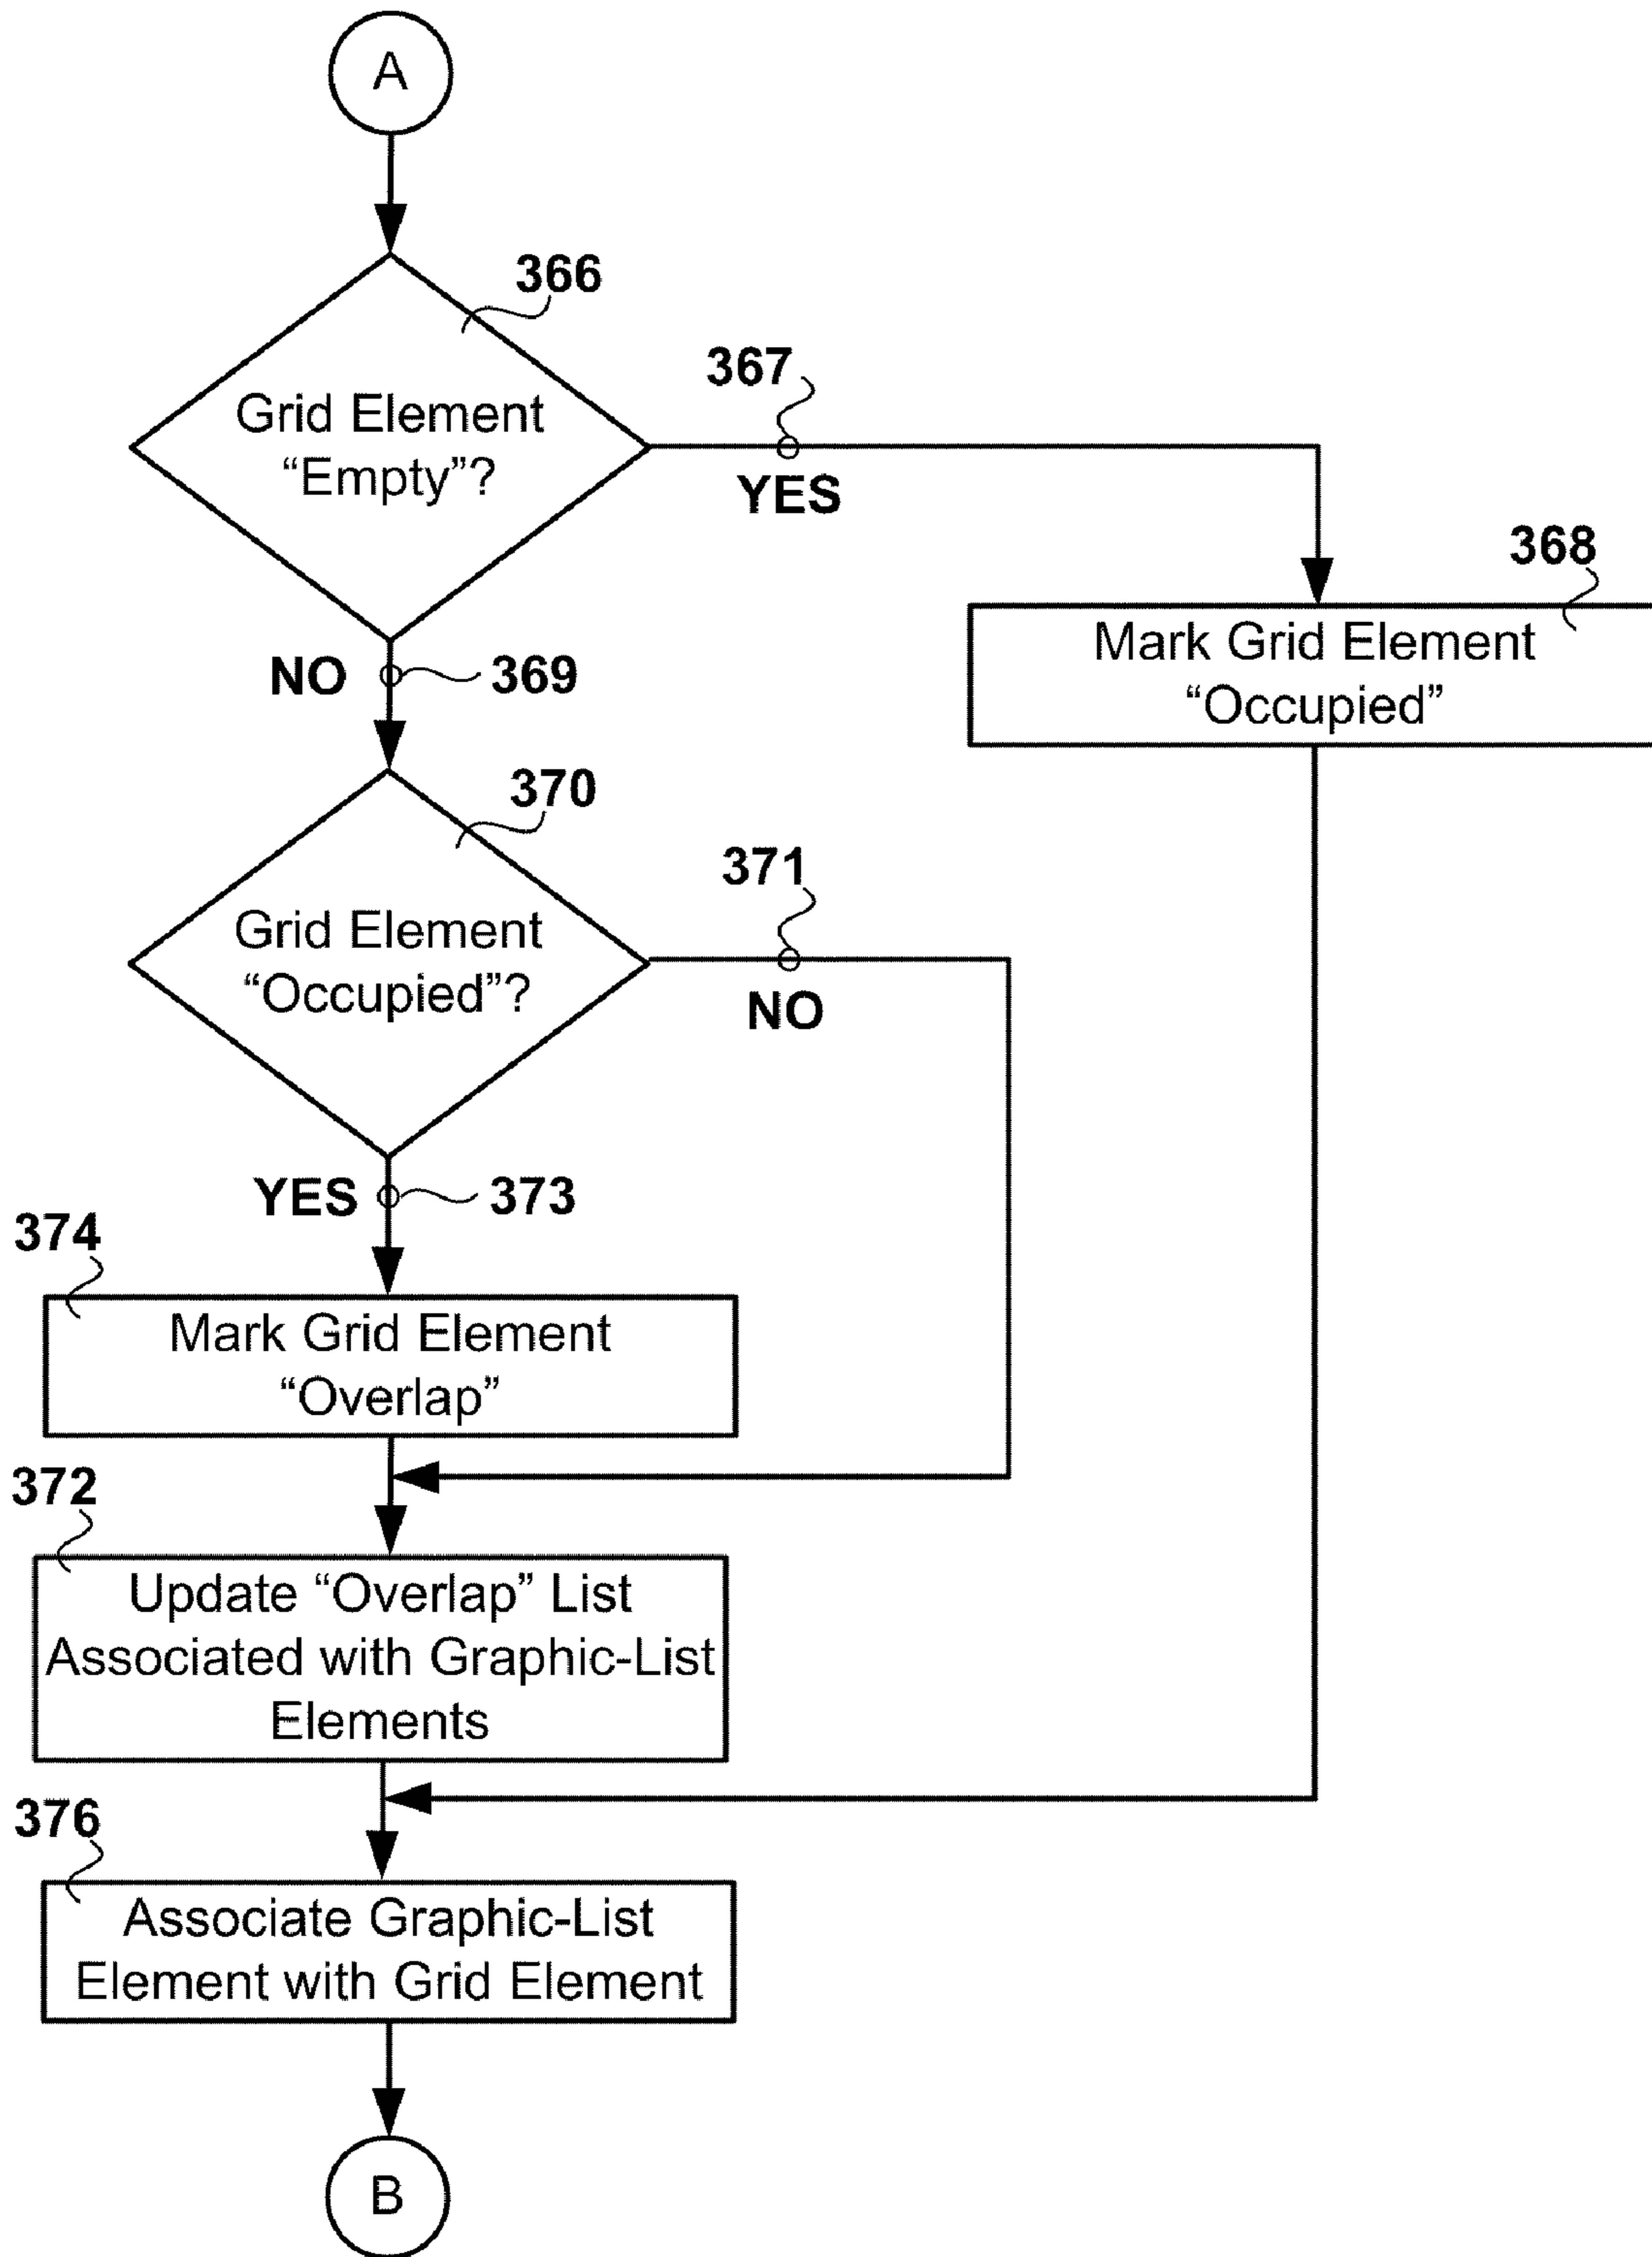 A
366
Grid Element
“Empty”?
367
YES
368
Mark Grid Element
“Occupied”
NO
369
370
Grid Element
“Occupied”?
371
NO
YES
373
374
Mark Grid Element
“Overlap”
372
Update “Overlap” List
Associated with Graphic-List
Elements
376
Associate Graphic-List
Element with Grid Element
B